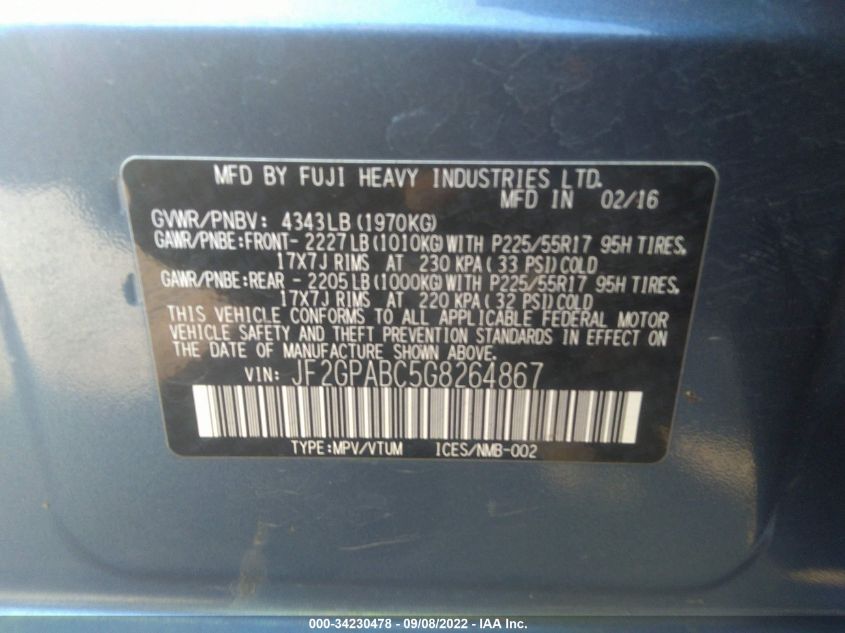 MFD BY FUJI HEAVY INDUSTRIES LTD.
MFD IN 02/16
GVWR/PNBV: 4343LB (1970KG)
GAWR/PNBE:FRONT- 2227LB (1010KG) WITH P225/55R17 95H TIRES,
17X7J RIMS AT 230 KPA ( 33 PSI) COLD
GAWR/PNBE:REAR - 2205LB (1000KG) WITH P225/55R17 95H TIRES,
17X7J RIMS AT 220 KPA ( 32 PSI) COLD
THIS VEHICLE CONFORMS TO ALL APPLICABLE FEDERAL MOTOR
VEHICLE SAFETY AND THEFT PREVENTION STANDARDS IN EFFECT ON
THE DATE OF MANUFACTURE SHOWN ABOVE.
VIN: JF2GPABC5G8264867
TYPE:MPV/VTUM ICES/NMB-002
000-34230478 - 09/08/2022 - IAA Inc.